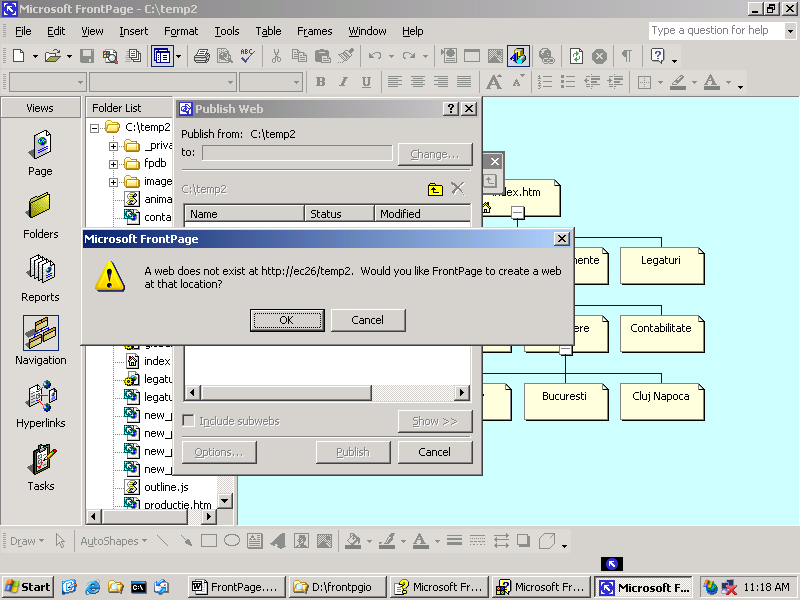 Microsoft FrontPage - C:\temp2
File Edit View Insert Format Tools Table Frames Window Help
Type a question for help
B I U
Views
Folder List
Page
Folders
Reports
Navigation
Hyperlinks
Tasks
C:\temp2
_priva
fpdb
image
anima
conta
index
legatu
legatu
new_
new_
new_
new_
outline.js
productie.htm
Publish Web
Publish from: C:\temp2
to:
Change...
C:\temp2
Name Status Modified
index.htm
Legaturi
Microsoft FrontPage
A web does not exist at http://ec26/temp2. Would you like FrontPage to create a web
at that location?
OK Cancel
Contabilitate
Bucuresti
Cluj Napoca
Include subwebs
Show >>
Options... Publish Cancel
Draw AutoShapes
Start
FrontPage....
D:\frontpgio
Microsoft Fr...
Microsoft Fr...
Microsoft F...
11:18 AM